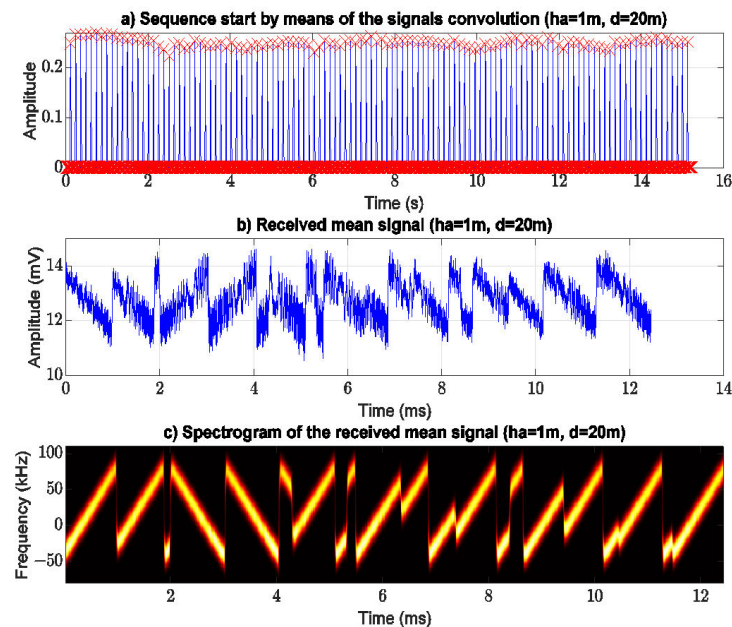 a) Sequence start by means of the signals convolution (ha=1m, d=20m)
Amplitude
0.2
0.1
0
0 2 4 6 8 10 12 14 16
Time (s)
b) Received mean signal (ha=1m, d=20m)
Amplitude (mV)
14
12
10
0 2 4 6 8 10 12 14
Time (ms)
c) Spectrogram of the received mean signal (ha=1m, d=20m)
Frequency (kHz)
100
50
0
−50
2 4 6 8 10 12
Time (ms)